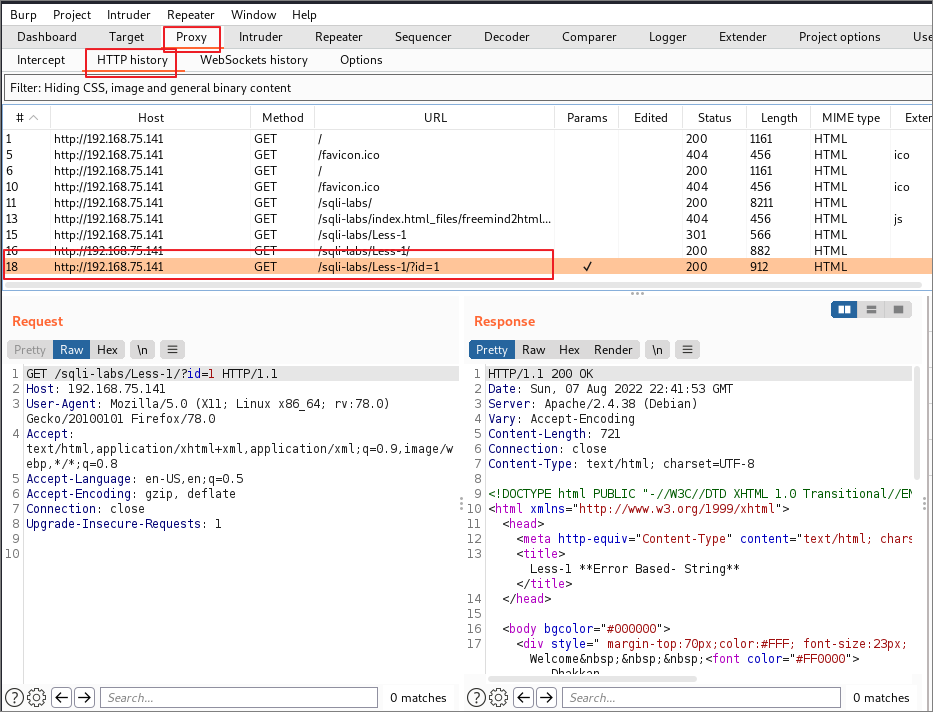 Burp Project Intruder Repeater Window Help
Dashboard Target Proxy Intruder Repeater Sequencer Decoder Comparer Logger Extender Project options Use
Intercept HTTP history WebSockets history Options
Filter: Hiding CSS, image and general binary content
# Host Method URL Params Edited Status Length MIME type Exter
1 http://192.168.75.141 GET / 200 1161 HTML
5 http://192.168.75.141 GET /favicon.ico 404 456 HTML ico
6 http://192.168.75.141 GET / 200 1161 HTML
10 http://192.168.75.141 GET /favicon.ico 404 456 HTML ico
11 http://192.168.75.141 GET /sqli-labs/ 200 8211 HTML
13 http://192.168.75.141 GET /sqli-labs/index.html_files/freemind2html... 404 456 HTML js
15 http://192.168.75.141 GET /sqli-labs/Less-1 301 566 HTML
16 http://192.168.75.141 GET /sqli-labs/Less-1/ 200 882 HTML
18 http://192.168.75.141 GET /sqli-labs/Less-1/?id=1 ✓ 200 912 HTML
Request
Pretty Raw Hex \n
1 GET /sqli-labs/Less-1/?id=1 HTTP/1.1
2 Host: 192.168.75.141
3 User-Agent: Mozilla/5.0 (X11; Linux x86_64; rv:78.0)
Gecko/20100101 Firefox/78.0
4 Accept:
text/html,application/xhtml+xml,application/xml;q=0.9,image/w
ebp,*/*;q=0.8
5 Accept-Language: en-US,en;q=0.5
6 Accept-Encoding: gzip, deflate
7 Connection: close
8 Upgrade-Insecure-Requests: 1
9
10
Search... 0 matches
Response
Pretty Raw Hex Render \n
1 HTTP/1.1 200 OK
2 Date: Sun, 07 Aug 2022 22:41:53 GMT
3 Server: Apache/2.4.38 (Debian)
4 Vary: Accept-Encoding
5 Content-Length: 721
6 Connection: close
7 Content-Type: text/html; charset=UTF-8
8
9 <!DOCTYPE html PUBLIC "-//W3C//DTD XHTML 1.0 Transitional//EN
10 <html xmlns="http://www.w3.org/1999/xhtml">
11 <head>
12 <meta http-equiv="Content-Type" content="text/html; chars
13 <title>
Less-1 **Error Based- String**
</title>
14 </head>
15
16 <body bgcolor="#000000">
17 <div style=" margin-top:70px;color:#FFF; font-size:23px;
Welcome&nbsp;&nbsp;&nbsp;<font color="#FF0000">
Dhakkan
Search... 0 matches